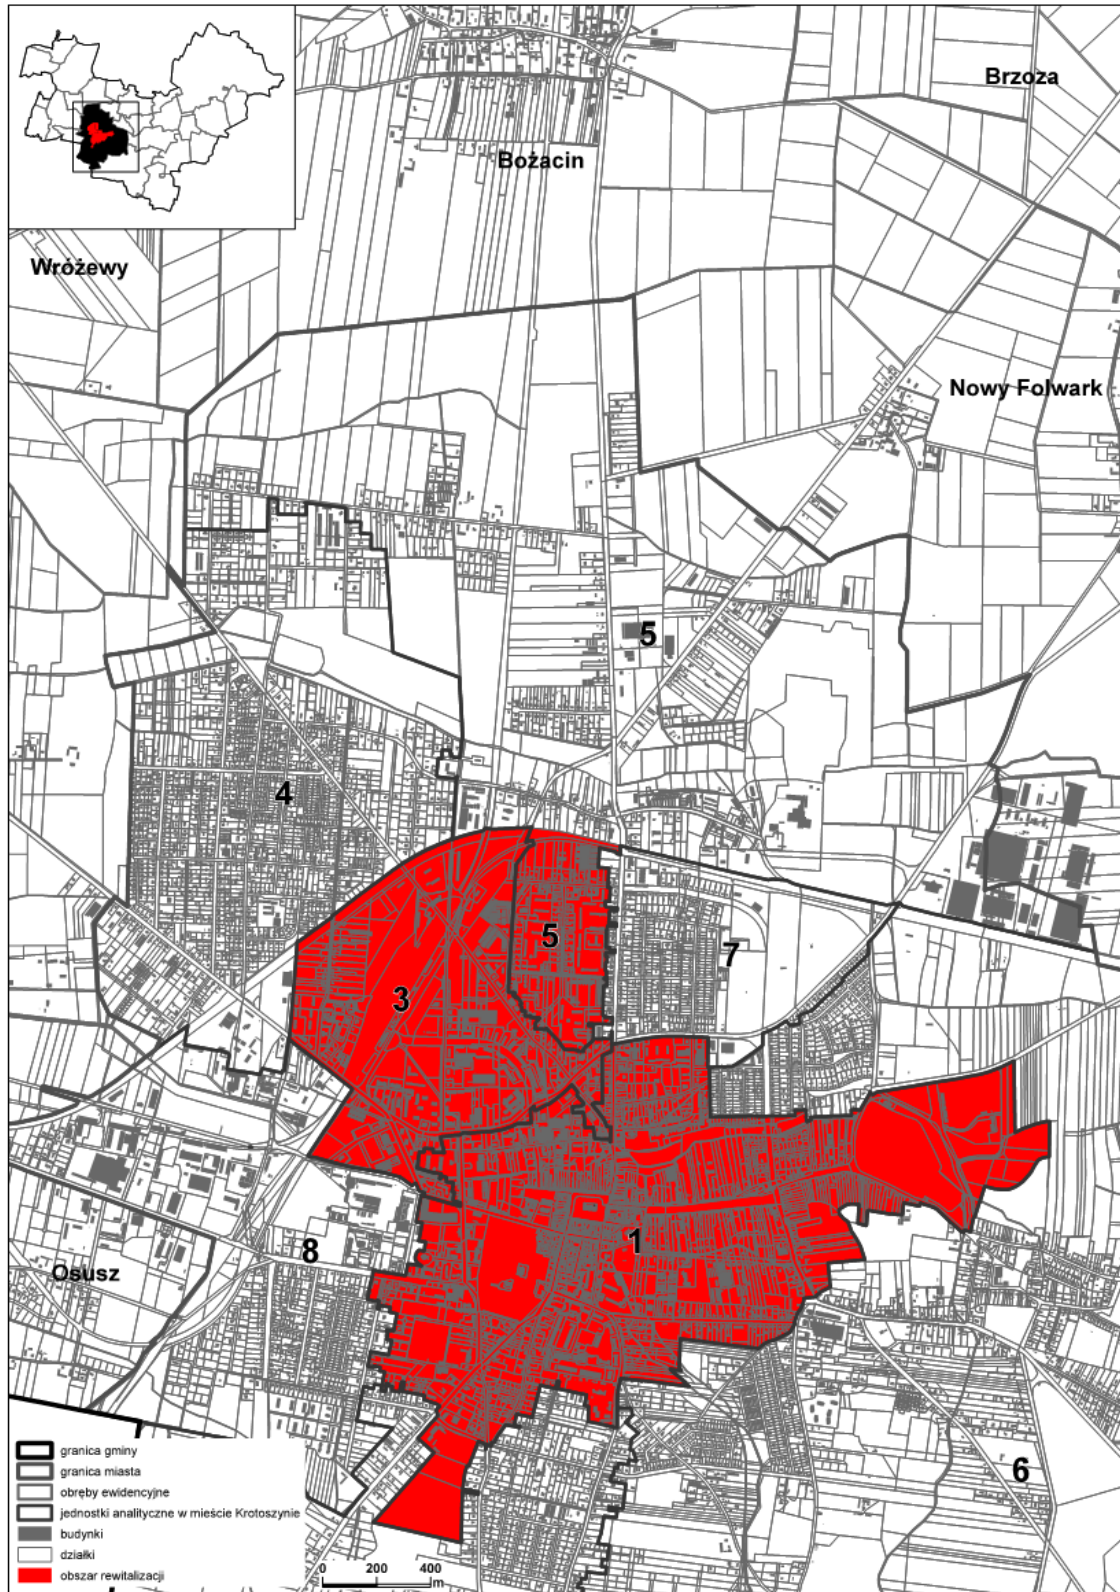 Brzoza
Bożacin
Wróżewy
Nowy Folwark
5
4
5
7
3
1
8
Osusz
6
granica gminy
granica miasta
obręby ewidencyjne
jednostki analityczne w mieście Krotoszynie
budynki
działki
obszar rewitalizacji
0 200 400
m